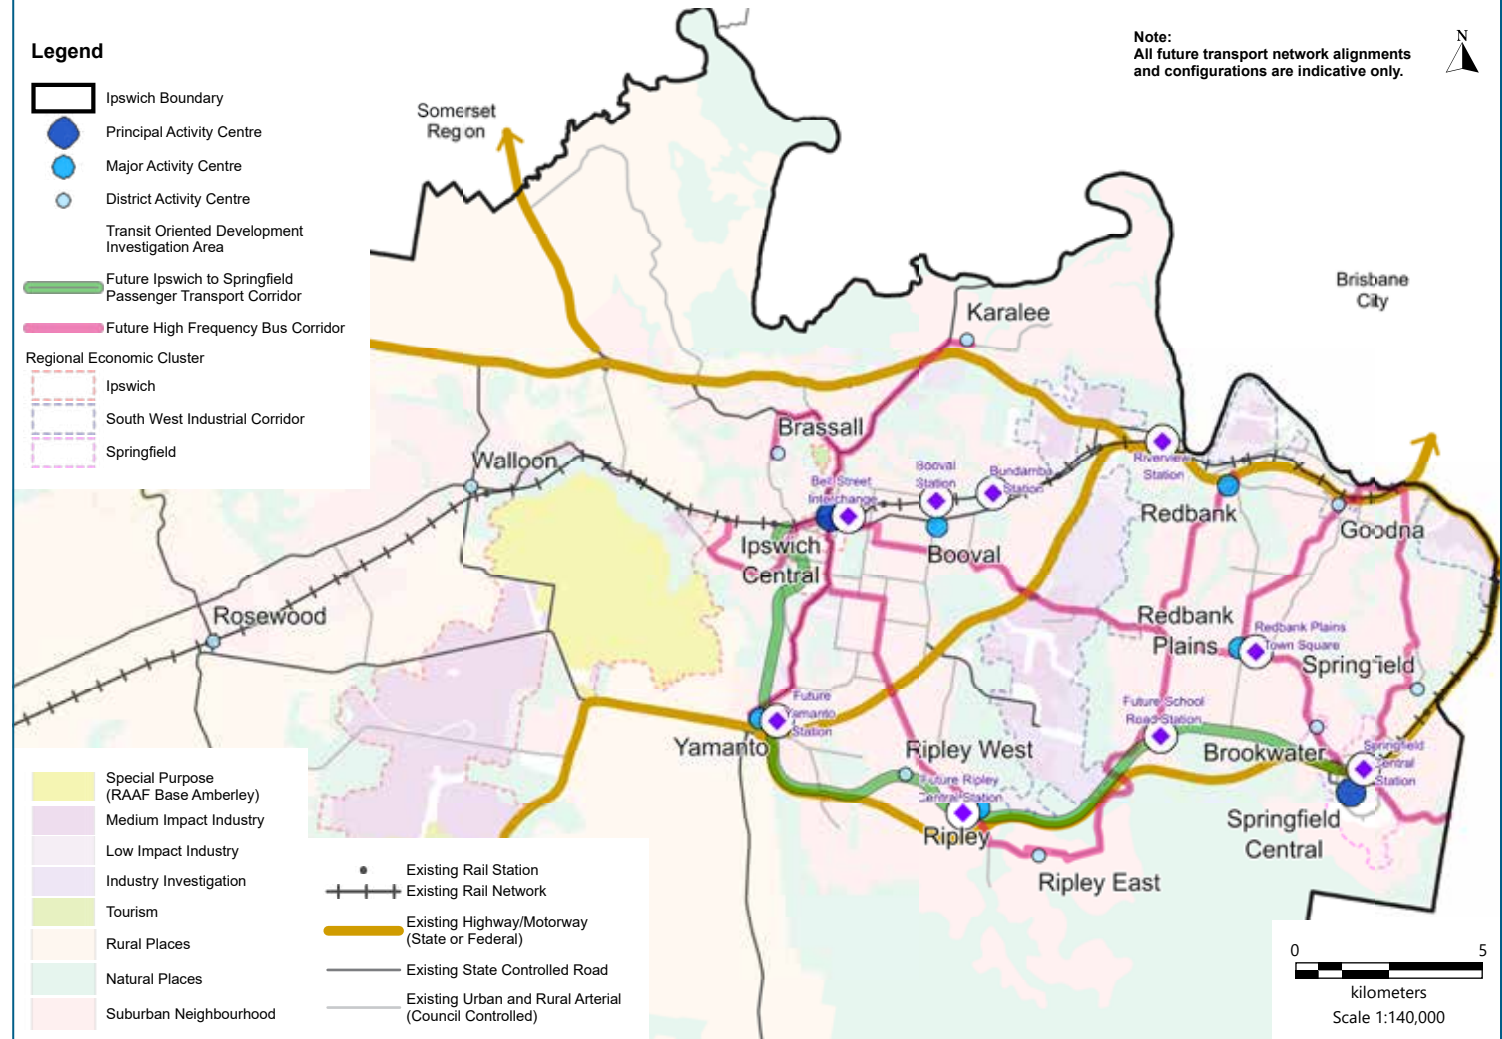 Legend
Ipswich Boundary
Principal Activity Centre
Major Activity Centre
District Activity Centre
Transit Oriented Development
Investigation Area
Future Ipswich to Springfield
Passenger Transport Corridor
Future High Frequency Bus Corridor
Regional Economic Cluster
Ipswich
South West Industrial Corridor
Springfield
Note:
All future transport network alignments
and configurations are indicative only.
N
Somerset
Region
Brisbane
City
Karalee
Brassall
Walloon
Bell Street
Interchange
Booval
Station
Bundamba
Station
Riverview
Station
Redbank
Goodna
Ipswich
Central
Booval
Rosewood
Redbank
Plains
Redbank Plains
Town Square
Springfield
Future
Yamanto
Station
Future School
Road Station
Yamanto
Ripley West
Brookwater
Springfield
Central
Station
Future Ripley
Central Station
Ripley
Springfield
Central
Ripley East
Special Purpose
(RAAF Base Amberley)
Medium Impact Industry
Low Impact Industry
Industry Investigation
Tourism
Rural Places
Natural Places
Suburban Neighbourhood
Existing Rail Station
Existing Rail Network
Existing Highway/Motorway
(State or Federal)
Existing State Controlled Road
Existing Urban and Rural Arterial
(Council Controlled)
0 5
kilometers
Scale 1:140,000